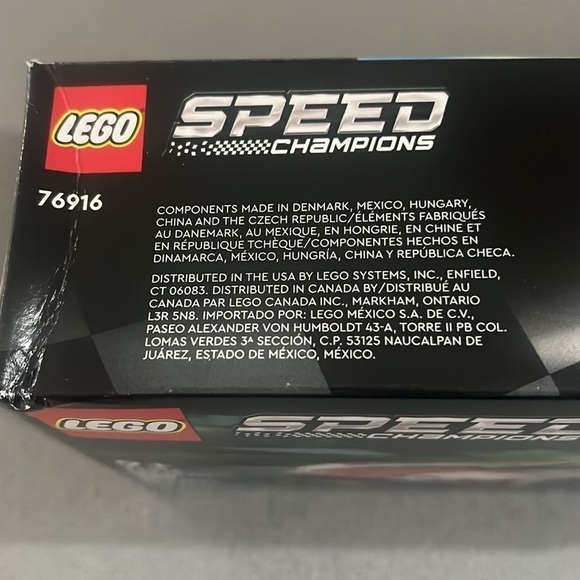 LEGO
SPEED
CHAMPIONS
76916
COMPONENTS MADE IN DENMARK, MEXICO, HUNGARY,
CHINA AND THE CZECH REPUBLIC/ÉLÉMENTS FABRIQUÉS
AU DANEMARK, AU MEXIQUE, EN HONGRIE, EN CHINE ET
EN RÉPUBLIQUE TCHÈQUE/COMPONENTES HECHOS EN
DINAMARCA, MÉXICO, HUNGRÍA, CHINA Y REPÚBLICA CHECA.
DISTRIBUTED IN THE USA BY LEGO SYSTEMS, INC., ENFIELD,
CT 06083. DISTRIBUTED IN CANADA BY/DISTRIBUÉ AU
CANADA PAR LEGO CANADA INC., MARKHAM, ONTARIO
L3R 5N8. IMPORTADO POR: LEGO MÉXICO S.A. DE C.V.,
PASEO ALEXANDER VON HUMBOLDT 43-A, TORRE II PB COL.
LOMAS VERDES 3ª SECCIÓN, C.P. 53125 NAUCALPAN DE
JUÁREZ, ESTADO DE MÉXICO, MÉXICO.
LEGO
SPEED
CHAMPIONS